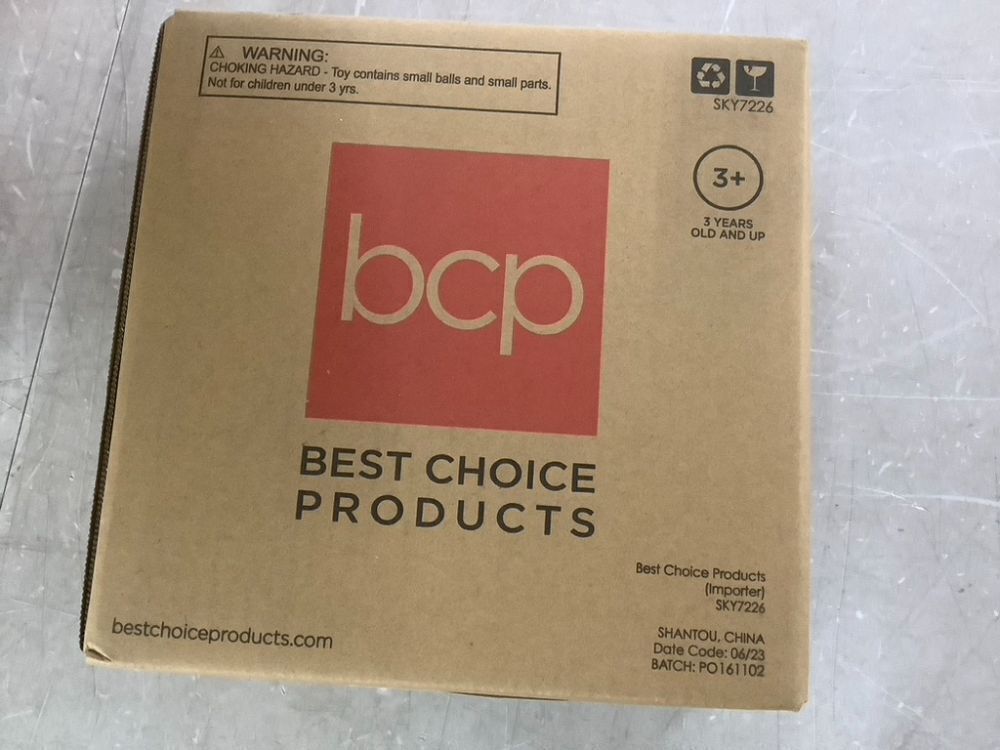 ⚠ WARNING:
CHOKING HAZARD - Toy contains small balls and small parts.
Not for children under 3 yrs.
SKY7226
3+
3 YEARS
OLD AND UP
bcp
BEST CHOICE
PRODUCTS
Best Choice Products
(Importer)
SKY7226
bestchoiceproducts.com
SHANTOU, CHINA
Date Code: 06/23
BATCH: PO161102